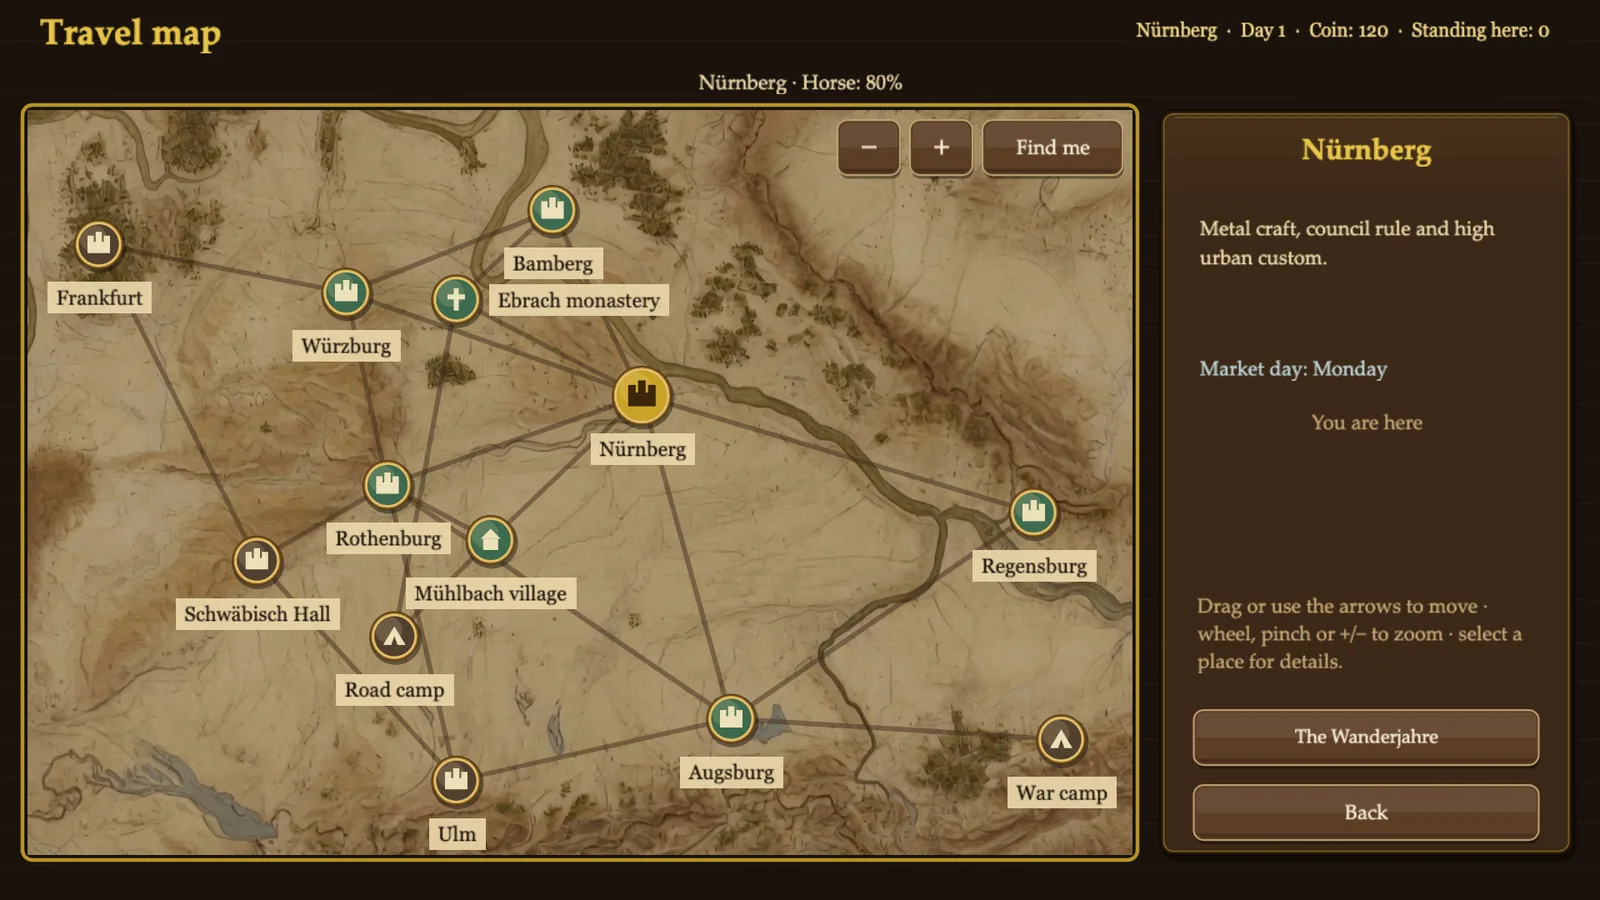 Travel map
Nürnberg · Day 1 · Coin: 120 · Standing here: 0
Nürnberg · Horse: 80%
− + Find me
Bamberg
Ebrach monastery
Frankfurt
Würzburg
Nürnberg
Rothenburg
Regensburg
Mühlbach village
Schwäbisch Hall
Road camp
Augsburg
War camp
Ulm
Nürnberg
Metal craft, council rule and high
urban custom.
Market day: Monday
You are here
Drag or use the arrows to move ·
wheel, pinch or +/− to zoom · select a
place for details.
The Wanderjahre
Back